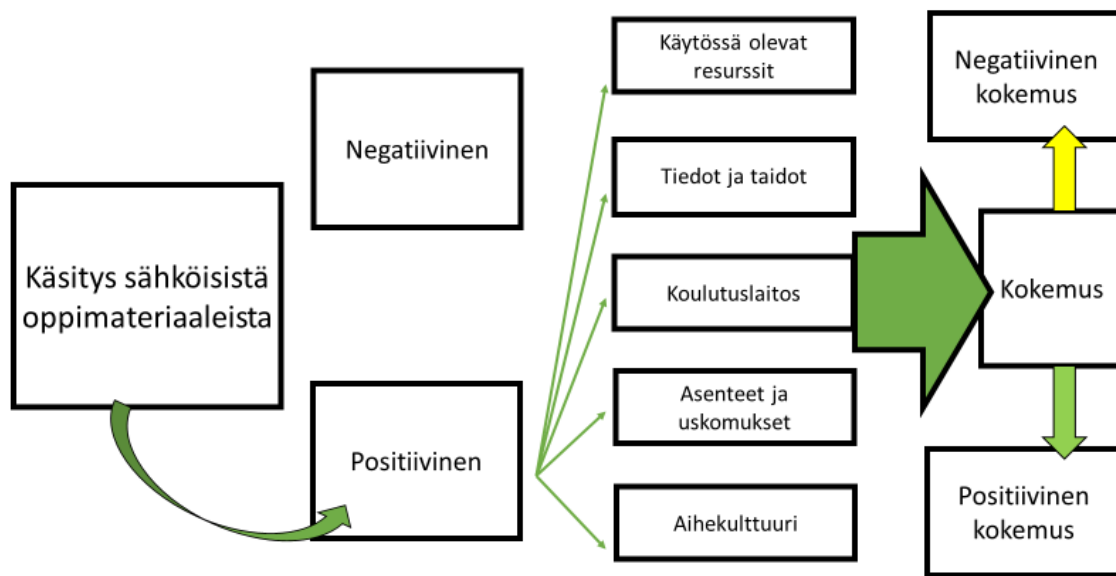 Käsitys sähköisistä
oppimateriaaleista
Negatiivinen
Positiivinen
Käytössä olevat
resurssit
Tiedot ja taidot
Koulutuslaitos
Asenteet ja
uskomukset
Aihekulttuuri
Negatiivinen
kokemus
Kokemus
Positiivinen
kokemus